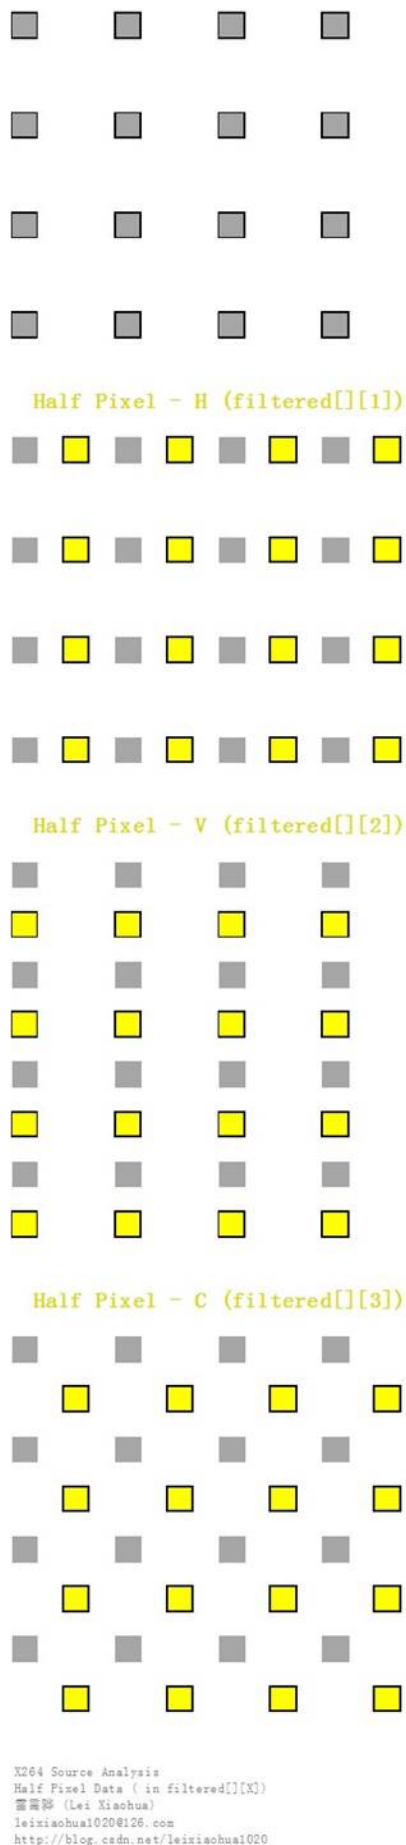 Half Pixel - H (filtered[][1])
Half Pixel - V (filtered[][2])
Half Pixel - C (filtered[][3])
X264 Source Analysis
Half Pixel Data ( in filtered[][X])
雷霄骅 (Lei Xiaohua)
leixiaohua1020@126.com
http://blog.csdn.net/leixiaohua1020